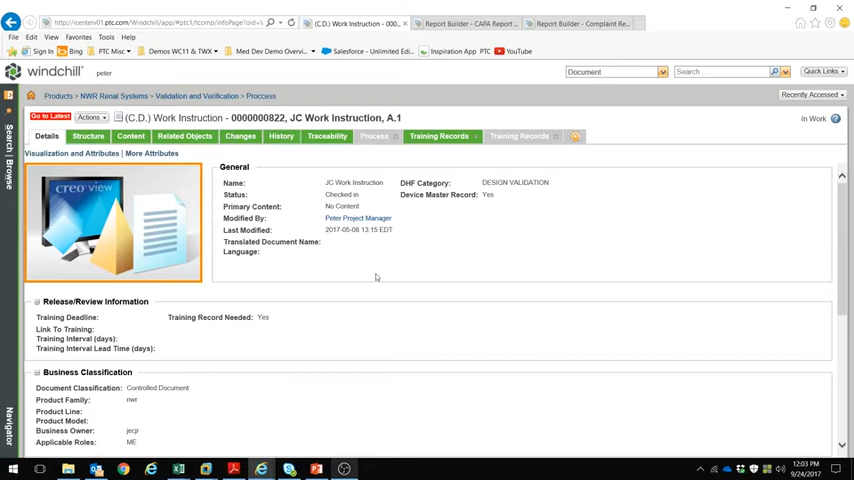 http://icenterv01.ptc.com/Windchill/app/#ptc1/tcomp/infoPage?oid=V
(C.D.) Work Instruction - 000...
Report Builder - CAPA Report ...
Report Builder - Complaint Re...
File Edit View Favorites Tools Help
Sign In Bing PTC Misc Demos WC11 & TWX Med Dev Demo Overvie... Salesforce - Unlimited Edi... Inspiration App PTC YouTube
windchill peter Document Search ... Quick Links
Products > NWR Renal Systems > Validation and Verification > Proccess Recently Accessed
Go to Latest Actions (C.D.) Work Instruction - 0000000822, JC Work Instruction, A.1 In Work
Details Structure Content Related Objects Changes History Traceability Process Training Records Training Records
Visualization and Attributes | More Attributes
creo view
General
Name: JC Work Instruction DHF Category: DESIGN VALIDATION
Status: Checked in Device Master Record: Yes
Primary Content: No Content
Modified By: Peter Project Manager
Last Modified: 2017-05-08 13:15 EDT
Translated Document Name:
Language:
Release/Review Information
Training Deadline: Training Record Needed: Yes
Link To Training:
Training Interval (days):
Training Interval Lead Time (days):
Business Classification
Document Classification: Controlled Document
Product Family: nwr
Product Line:
Product Model:
Business Owner: jecjr
Applicable Roles: ME
Search | Browse
Navigator
12:03 PM
9/24/2017